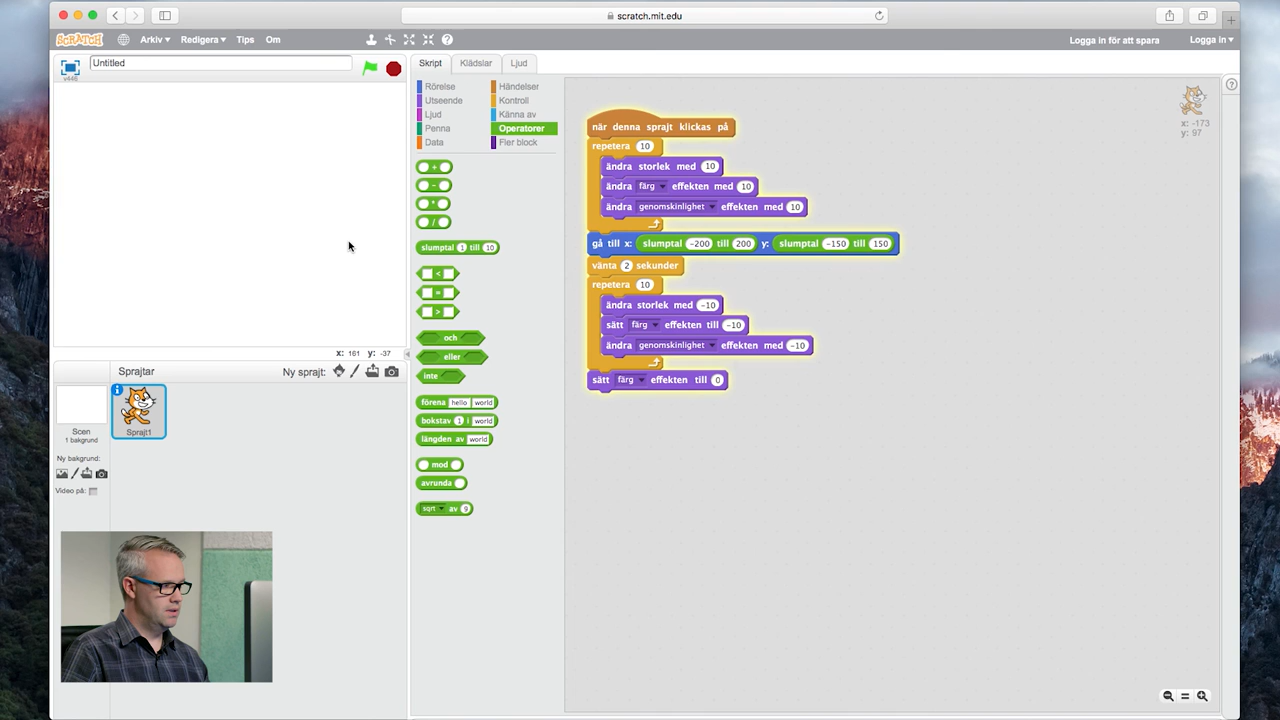 scratch.mit.edu
SCRATCH Arkiv Redigera Tips Om Logga in för att spara Logga in
v446 Untitled
Skript Klädslar Ljud
Rörelse Händelser
Utseende Kontroll
Ljud Känna av
Penna Operatorer
Data Fler block
+
-
*
/
slumptal 1 till 10
<
=
>
och
eller
inte
förena hello world
bokstav 1 i world
längden av world
mod
avrunda
sqrt av 9
när denna sprajt klickas på
repetera 10
ändra storlek med 10
ändra färg effekten med 10
ändra genomskinlighet effekten med 10
gå till x: slumptal -200 till 200 y: slumptal -150 till 150
vänta 2 sekunder
repetera 10
ändra storlek med -10
sätt färg effekten till -10
ändra genomskinlighet effekten med -10
sätt färg effekten till 0
x: -173
y: 97
x: 161 y: -37
Sprajtar Ny sprajt:
Scen
1 bakgrund
Sprajt1
Ny bakgrund:
Video på: